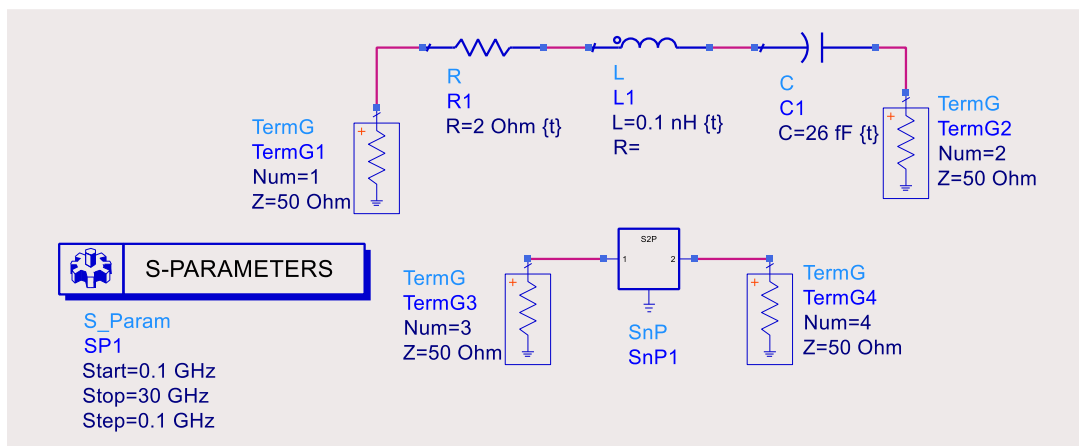 R
R1
R=2 Ohm {t}
L
L1
L=0.1 nH {t}
R=
C
C1
C=26 fF {t}
TermG
TermG1
Num=1
Z=50 Ohm
+
TermG
TermG2
Num=2
Z=50 Ohm
+
S-PARAMETERS
S_Param
SP1
Start=0.1 GHz
Stop=30 GHz
Step=0.1 GHz
TermG
TermG3
Num=3
Z=50 Ohm
+
S2P
1 2
SnP
SnP1
+
TermG
TermG4
Num=4
Z=50 Ohm